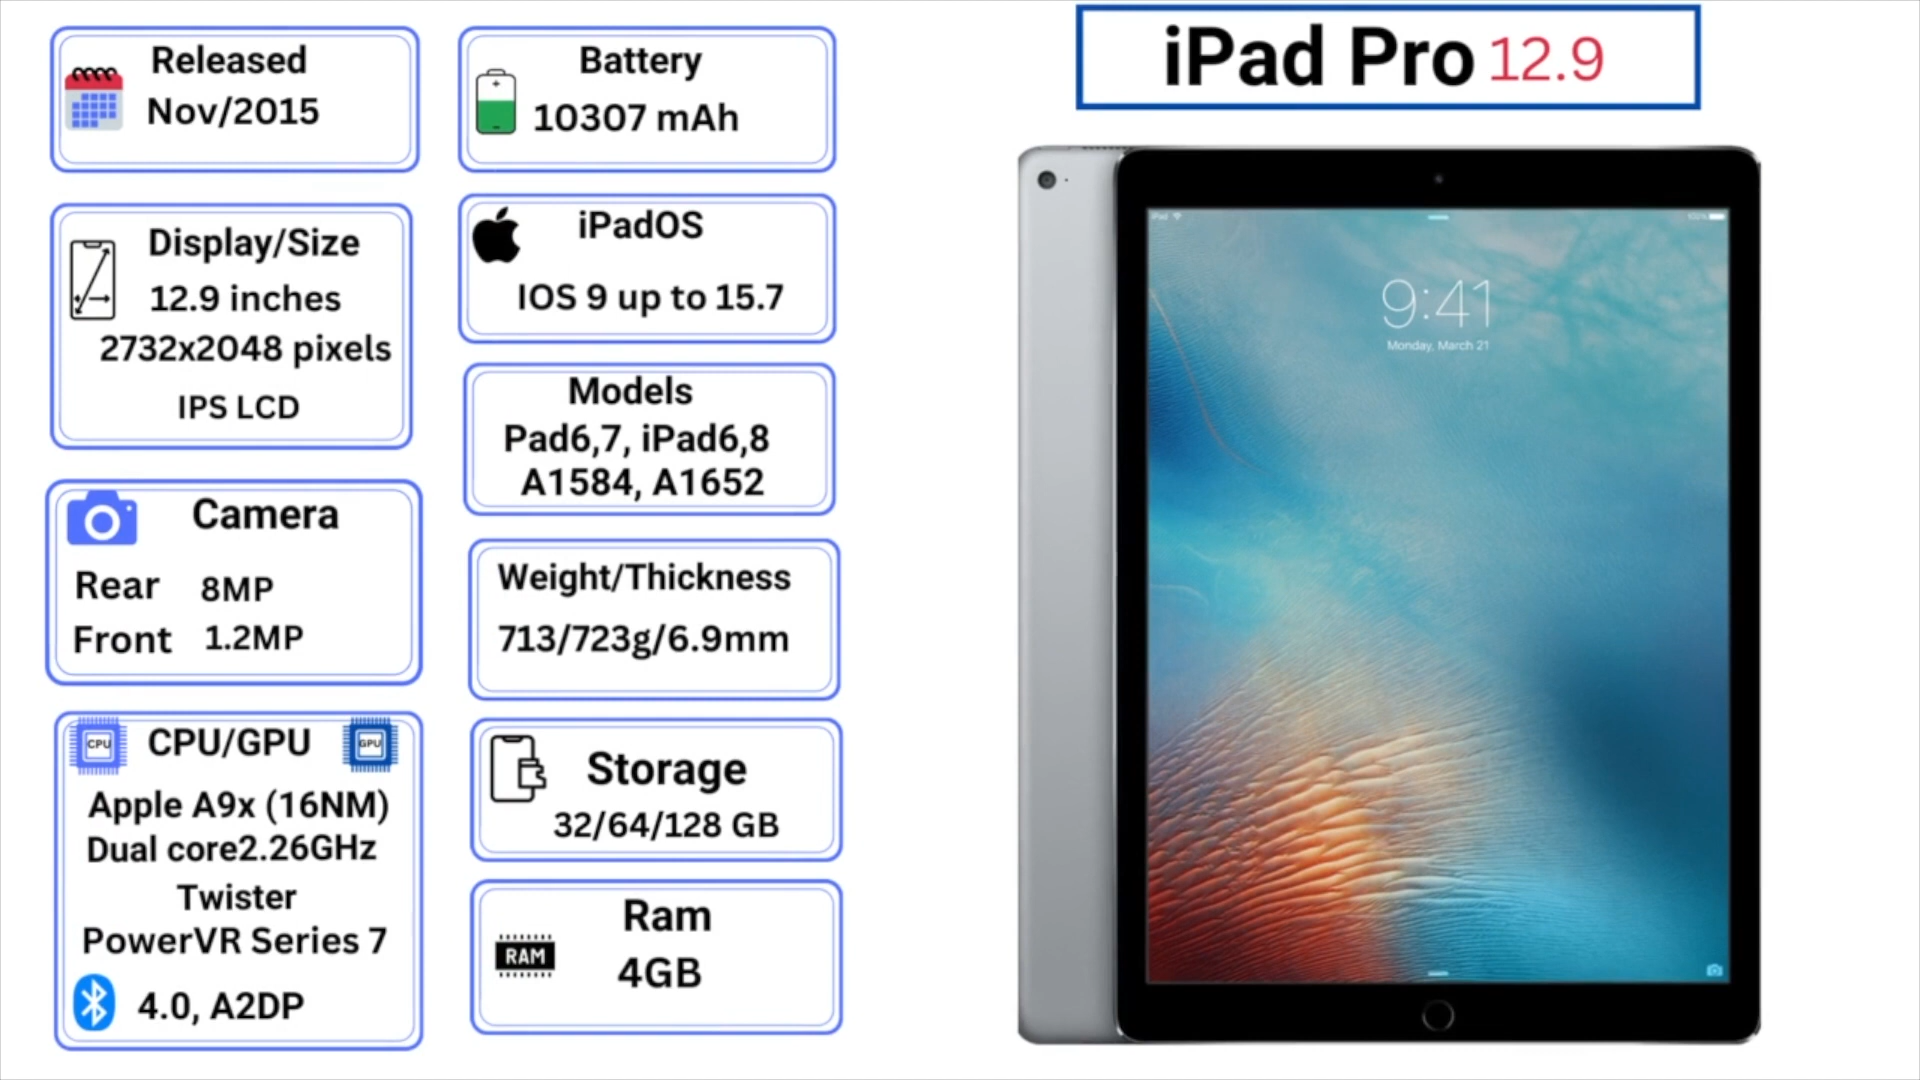 Released
Nov/2015
Display/Size
12.9 inches
2732x2048 pixels
IPS LCD
Camera
Rear 8MP
Front 1.2MP
CPU
CPU/GPU
GPU
Apple A9x (16NM)
Dual core2.26GHz
Twister
PowerVR Series 7
4.0, A2DP
Battery
10307 mAh
iPadOS
IOS 9 up to 15.7
Models
Pad6,7, iPad6,8
A1584, A1652
Weight/Thickness
713/723g/6.9mm
Storage
32/64/128 GB
Ram
RAM
4GB
iPad Pro 12.9
iPad
100%
9:41
Monday, March 21